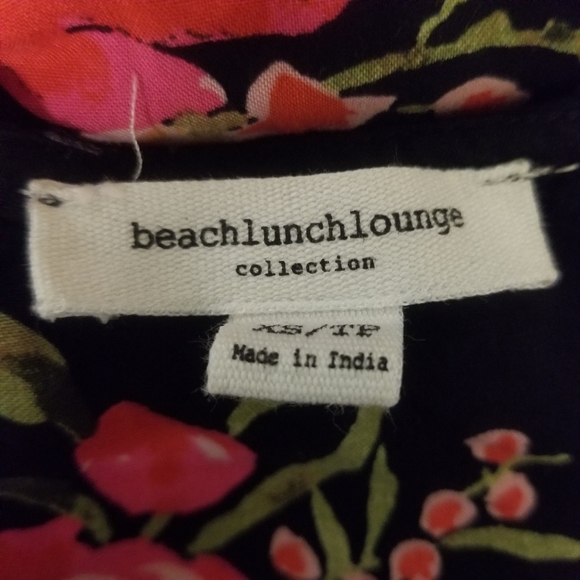 beachlunchlounge
collection
XS/TP
Made in India